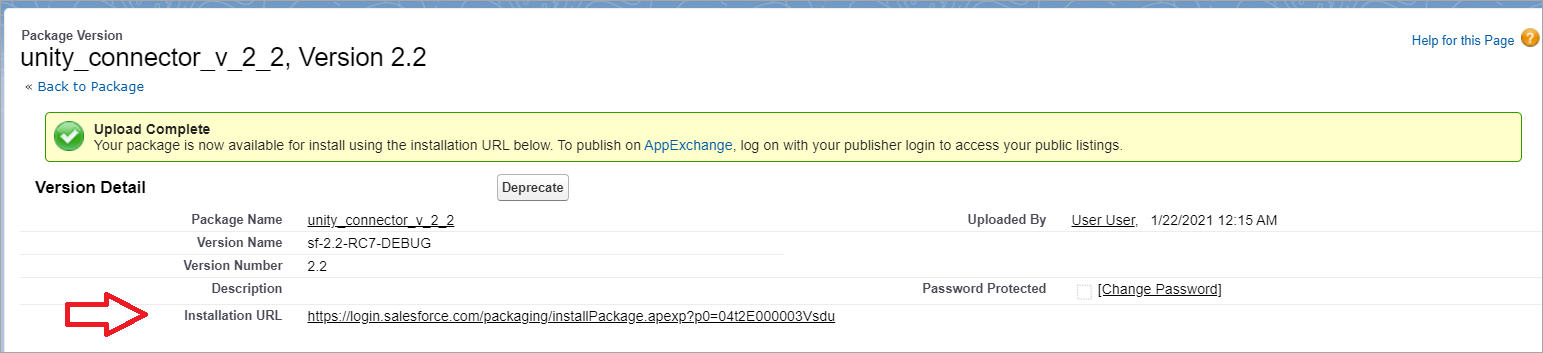 Package Version
unity_connector_v_2_2, Version 2.2
Help for this Page
« Back to Package
Upload Complete
Your package is now available for install using the installation URL below. To publish on AppExchange, log on with your publisher login to access your public listings.
Version Detail
Deprecate
Package Name unity_connector_v_2_2 Uploaded By User User, 1/22/2021 12:15 AM
Version Name sf-2.2-RC7-DEBUG
Version Number 2.2
Description Password Protected [Change Password]
Installation URL https://login.salesforce.com/packaging/installPackage.apexp?p0=04t2E000003Vsdu